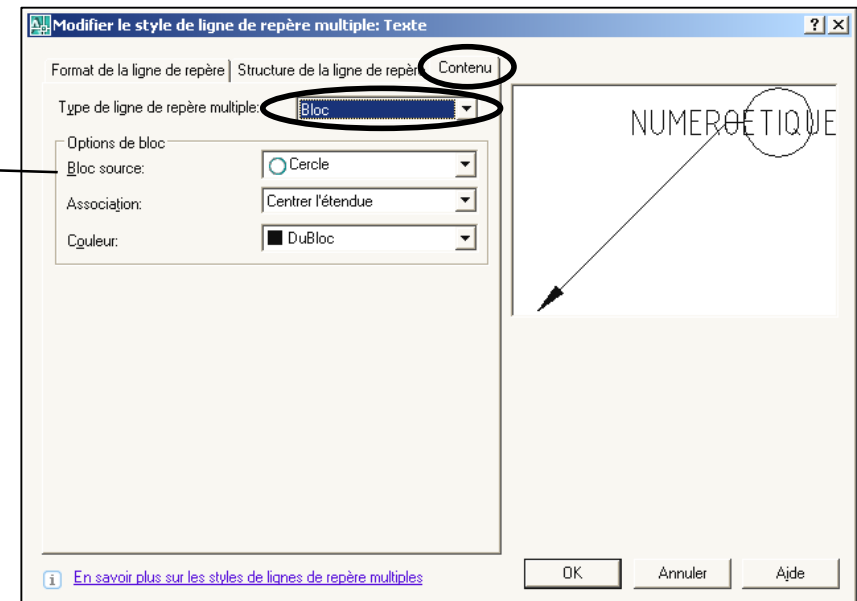 Modifier le style de ligne de repère multiple: Texte
Format de la ligne de repère
Structure de la ligne de repère
Contenu
Type de ligne de repère multiple:
Bloc
Options de bloc
Bloc source:
Cercle
Association:
Centrer l'étendue
Couleur:
DuBloc
NUMEROETIQUE
En savoir plus sur les styles de lignes de repère multiples
OK
Annuler
Aide